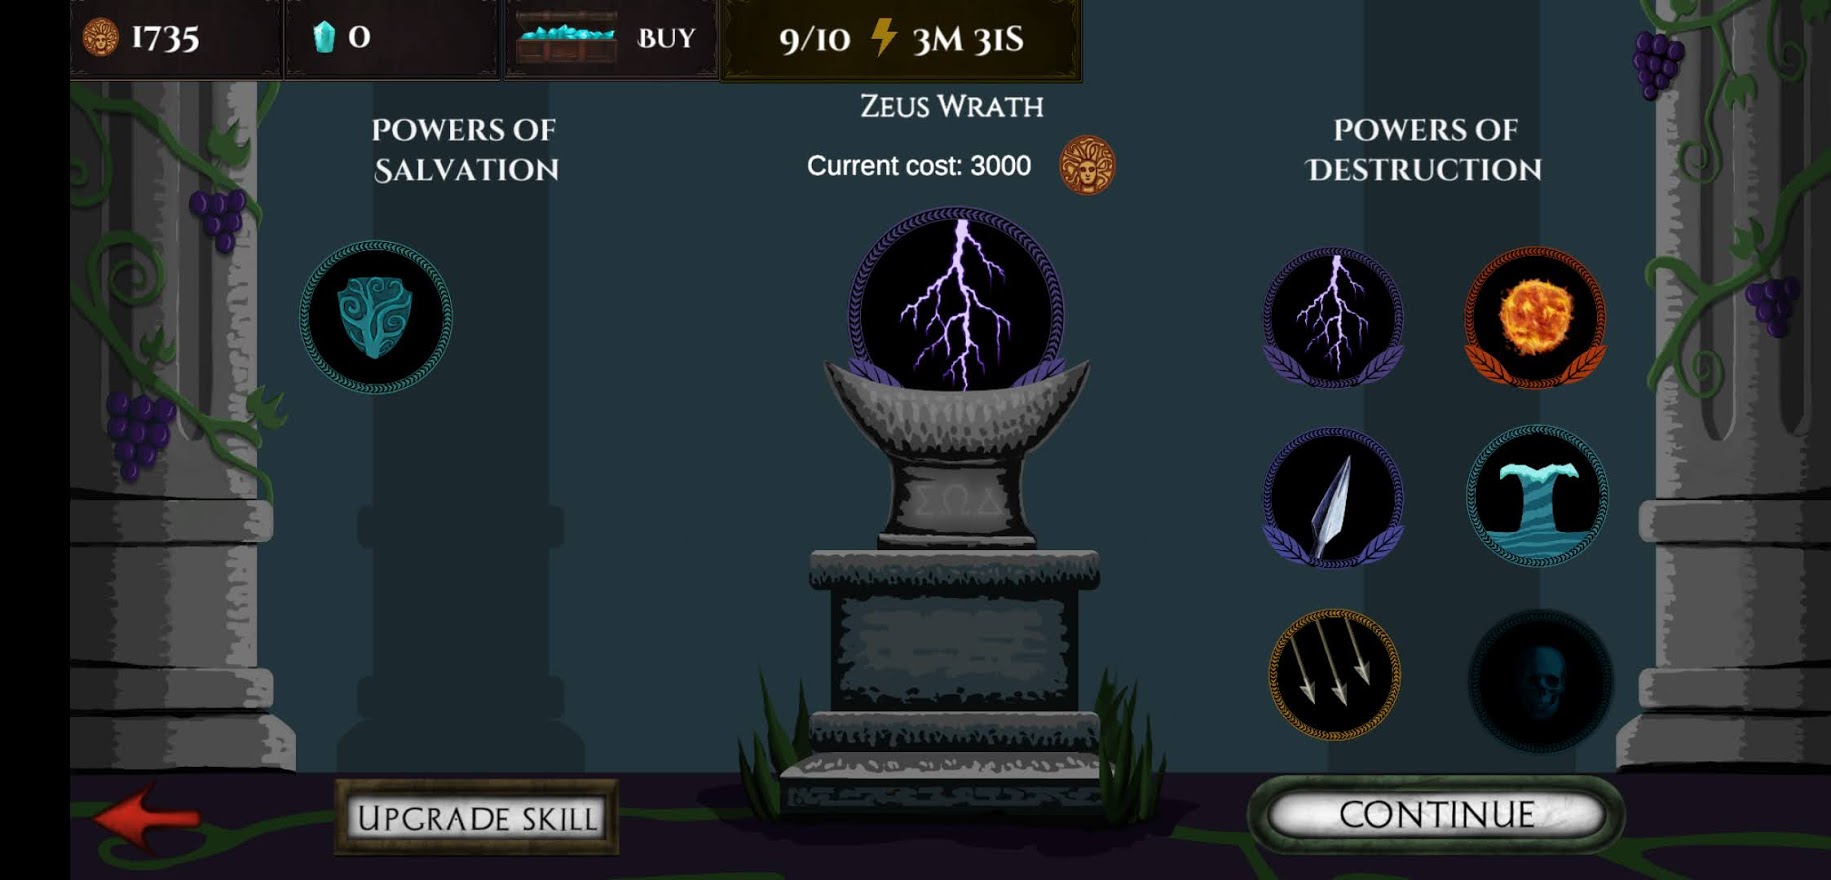 1735
0
BUY
9/10
3M 31S
ZEUS WRATH
Current cost: 3000
POWERS OF
SALVATION
POWERS OF
DESTRUCTION
ΣΩΔ
UPGRADE SKILL
CONTINUE